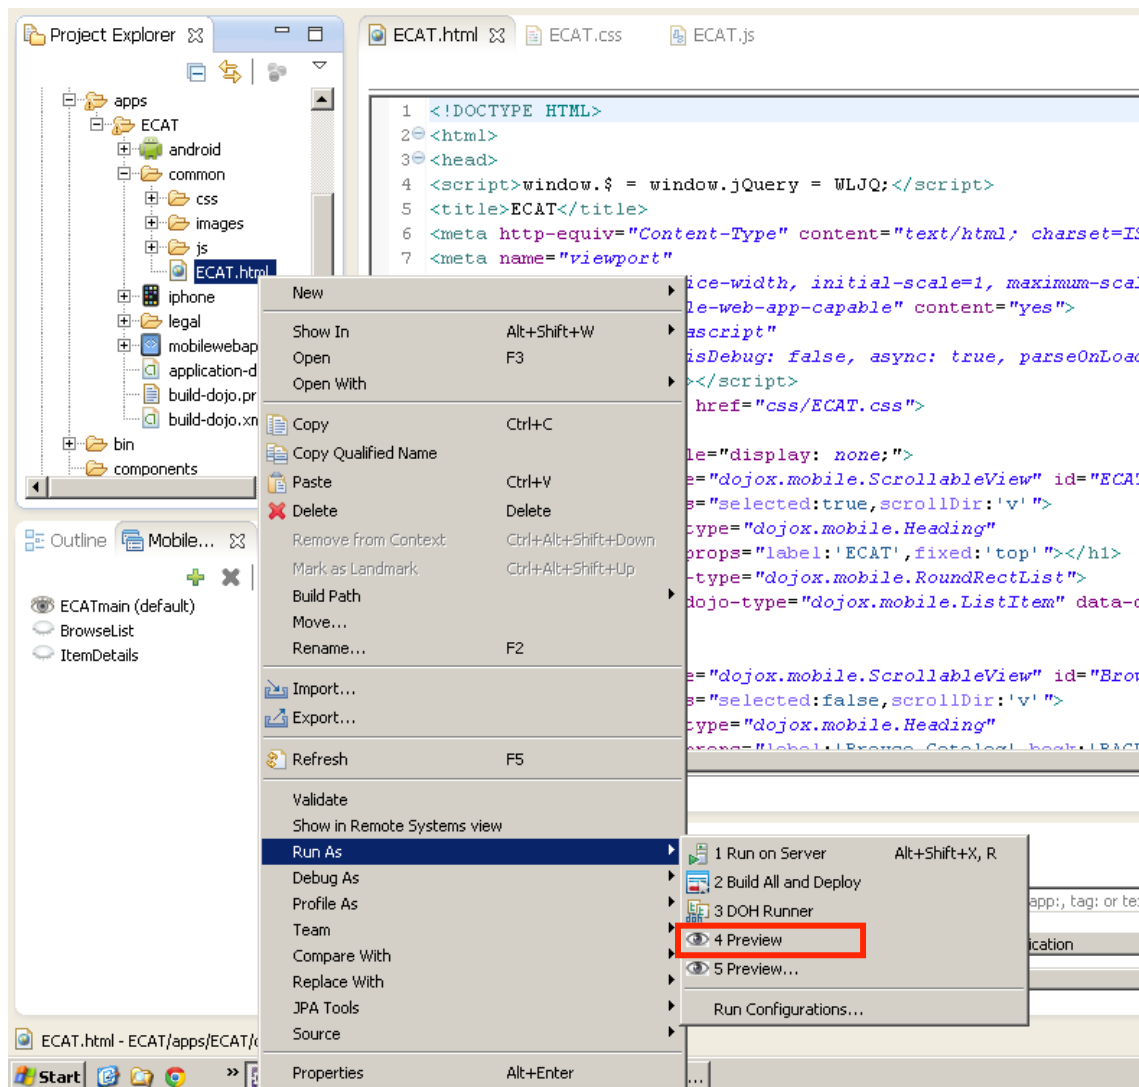 Project Explorer
apps
ECAT
android
common
css
images
js
ECAT.html
iphone
legal
mobilewebap
application-d
build-dojo.pr
build-dojo.xn
bin
components
Outline
Mobile...
ECATmain (default)
BrowseList
ItemDetails
ECAT.html
ECAT.css
ECAT.js
1 <!DOCTYPE HTML>
2 <html>
3 <head>
4 <script>window.$ = window.jQuery = WLJQ;</script>
5 <title>ECAT</title>
6 <meta http-equiv="Content-Type" content="text/html; charset=IS
7 <meta name="viewport"
ice-width, initial-scale=1, maximum-scal
le-web-app-capable" content="yes">
ascript"
isDebug: false, async: true, parseOnLoad
></script>
href="css/ECAT.css">
le="display: none;">
="dojox.mobile.ScrollableView" id="ECAT
s="selected:true,scrollDir:'v'">
type="dojox.mobile.Heading"
props="label:'ECAT',fixed:'top'"></h1>
-type="dojox.mobile.RoundRectList">
dojo-type="dojox.mobile.ListItem" data-d
="dojox.mobile.ScrollableView" id="Brow
s="selected:false,scrollDir:'v'">
type="dojox.mobile.Heading"
props="label:'Browse Catalog',back:'BACK
New
Show In Alt+Shift+W
Open F3
Open With
Copy Ctrl+C
Copy Qualified Name
Paste Ctrl+V
Delete Delete
Remove from Context Ctrl+Alt+Shift+Down
Mark as Landmark Ctrl+Alt+Shift+Up
Build Path
Move...
Rename... F2
Import...
Export...
Refresh F5
Validate
Show in Remote Systems view
Run As
Debug As
Profile As
Team
Compare With
Replace With
JPA Tools
Source
Properties Alt+Enter
1 Run on Server Alt+Shift+X, R
2 Build All and Deploy
3 DOH Runner
4 Preview
5 Preview...
Run Configurations...
app:, tag: or te
ication
ECAT.html - ECAT/apps/ECAT/c
Start
»
...